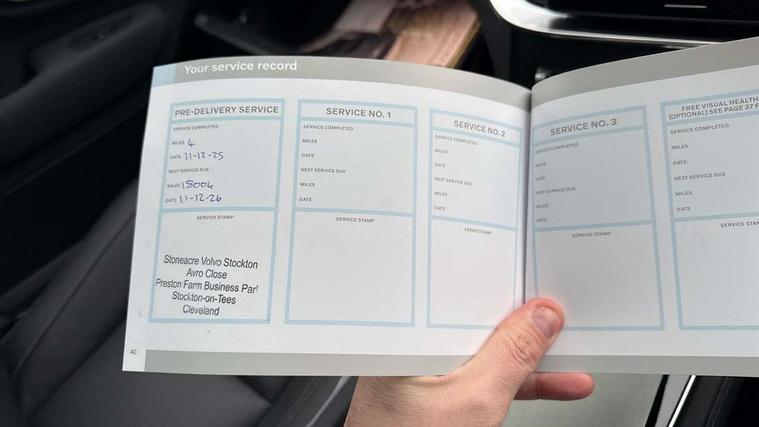 Your service record
PRE-DELIVERY SERVICE
SERVICE COMPLETED
MILES 4
DATE 11-12-25
NEXT SERVICE DUE
MILES 18004
DATE 11-12-26
SERVICE STAMP
Stoneacre Volvo Stockton
Avro Close
Preston Farm Business Par
Stockton-on-Tees
Cleveland
40
SERVICE NO. 1
SERVICE COMPLETED
MILES
DATE
NEXT SERVICE DUE
MILES
DATE
SERVICE STAMP
SERVICE NO. 2
SERVICE COMPLETED
MILES
DATE
NEXT SERVICE DUE
MILES
DATE
SERVICE STAMP
SERVICE NO. 3
SERVICE COMPLETED
MILES
DATE
NEXT SERVICE DUE
MILES
DATE
SERVICE STAMP
FREE VISUAL HEALTH
(OPTIONAL) SEE PAGE 37 F
SERVICE COMPLETED
MILES
DATE
NEXT SERVICE DUE
MILES
DATE
SERVICE STAM